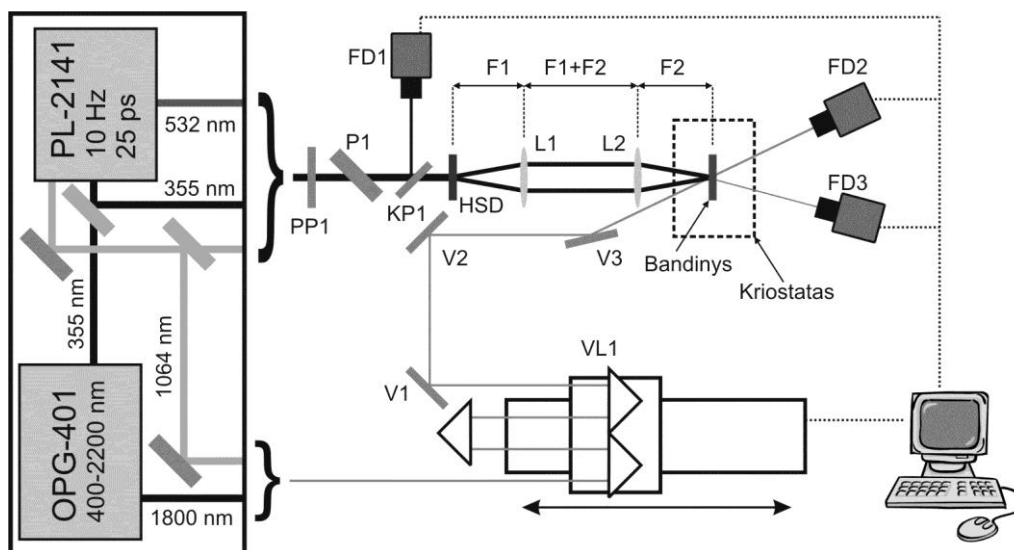 PL-2141
10 Hz
25 ps
532 nm
355 nm
355 nm
1064 nm
OPG-401
400-2200 nm
1800 nm
PP1
P1
KP1
FD1
HSD
F1
F1+F2
F2
L1
L2
FD2
FD3
V2
V3
Bandinys
Kriostatas
V1
VL1